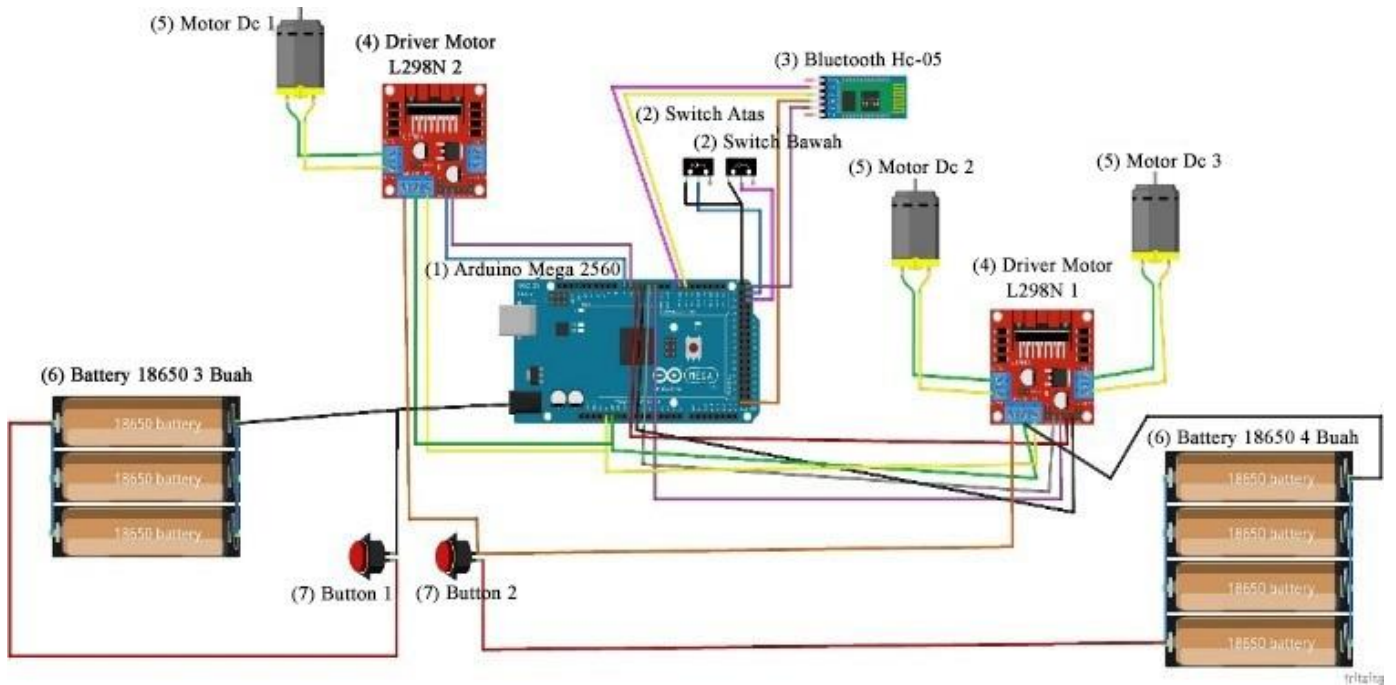 (5) Motor Dc 1
(4) Driver Motor
L298N 2
(3) Bluetooth Hc-05
(2) Switch Atas
(2) Switch Bawah
(5) Motor Dc 2
(5) Motor Dc 3
(1) Arduino Mega 2560
(4) Driver Motor
L298N 1
MEGA
(6) Battery 18650 3 Buah
18650 battery
18650 battery
18650 battery
(6) Battery 18650 4 Buah
18650 battery
18650 battery
18650 battery
18650 battery
(7) Button 1
(7) Button 2
fritzing